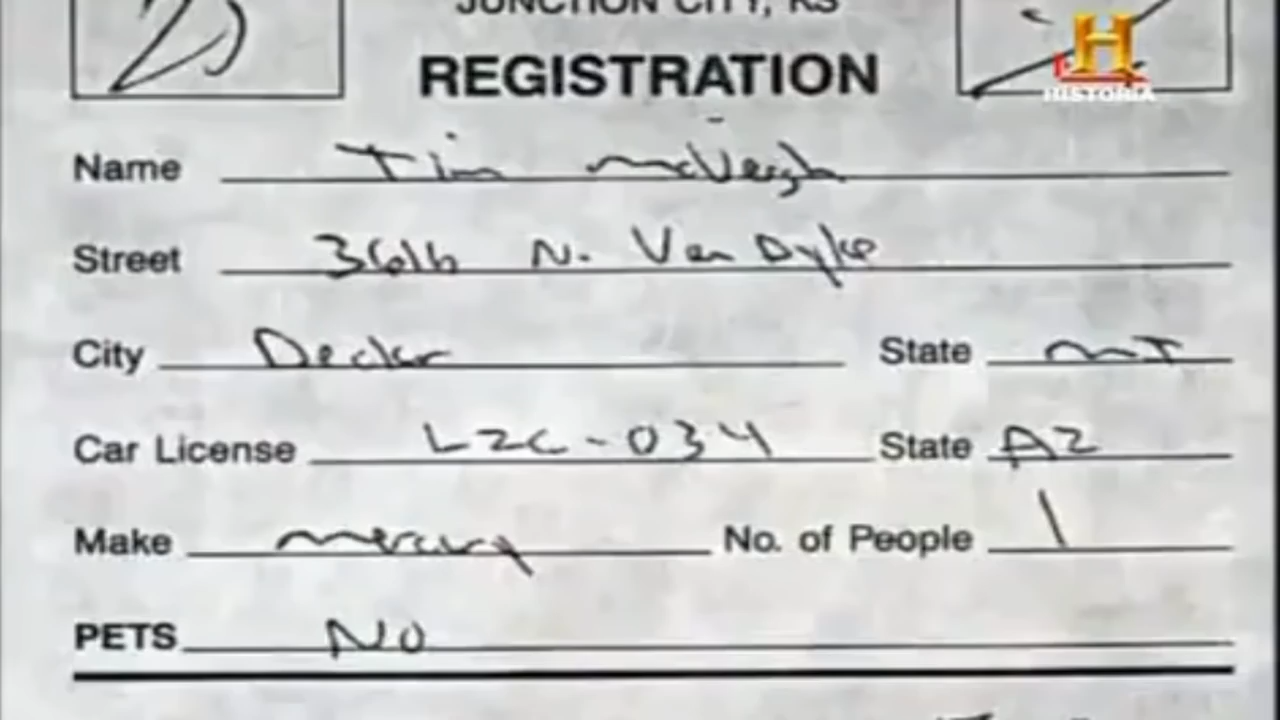 25
JUNCTION CITY, KS
REGISTRATION
H
HISTORIA
Name Tim McVeigh
Street 3616 N. Van Dyke
City Decker State MI
Car License LZC-034 State AZ
Make mercury No. of People 1
PETS NO